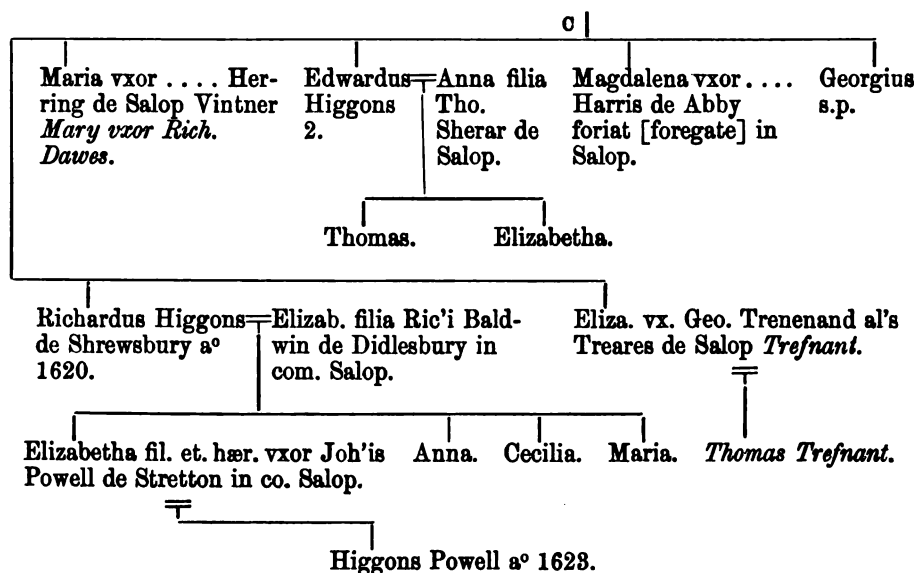 C
Maria vxor .... Her-
ring de Salop Vintner
Mary vxor Rich.
Dawes.
Edwardus
Higgons
2.
Anna filia
Tho.
Sherar de
Salop.
Magdalena vxor ....
Harris de Abby
foriat [foregate] in
Salop.
Georgius
s.p.
Thomas.
Elizabetha.
Richardus Higgons
de Shrewsbury aº
1620.
Elizab. filia Ric'i Bald-
win de Didlesbury in
com. Salop.
Eliza. vx. Geo. Trenenand al's
Treares de Salop Trefnant.
Elizabetha fil. et. hær. vxor Joh'is
Powell de Stretton in co. Salop.
Anna.
Cecilia.
Maria.
Thomas Trefnant.
Higgons Powell aº 1623.